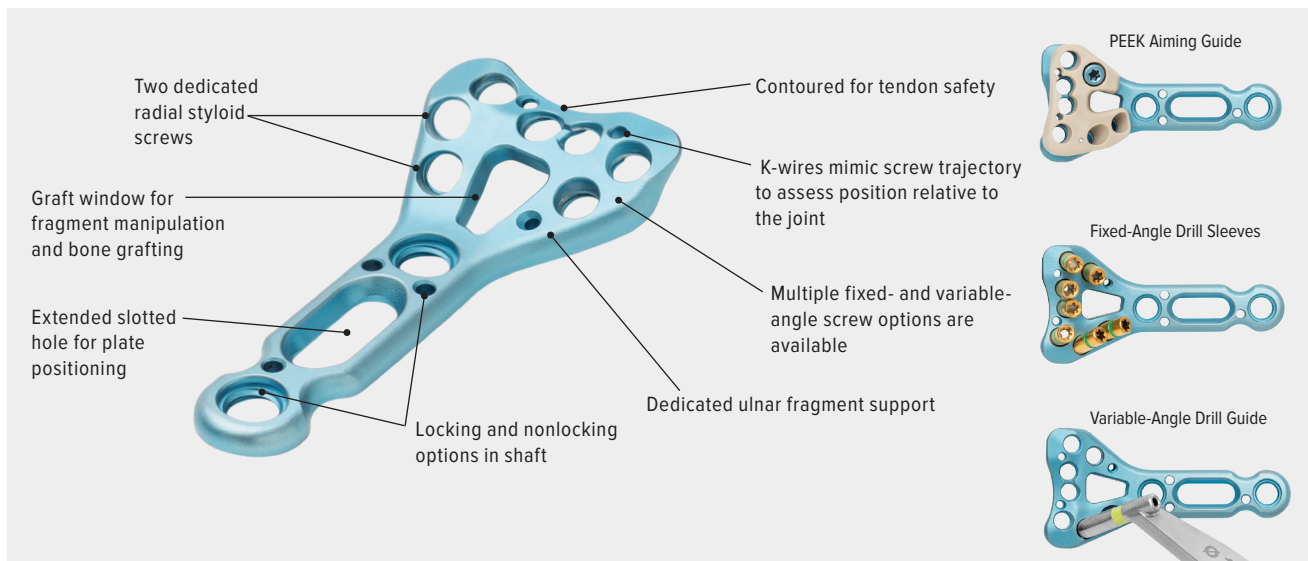 Two dedicated
radial styloid
screws
Graft window for
fragment manipulation
and bone grafting
Extended slotted
hole for plate
positioning
Locking and nonlocking
options in shaft
Contoured for tendon safety
K-wires mimic screw trajectory
to assess position relative to
the joint
Multiple fixed- and variable-
angle screw options are
available
Dedicated ulnar fragment support
PEEK Aiming Guide
Fixed-Angle Drill Sleeves
Variable-Angle Drill Guide